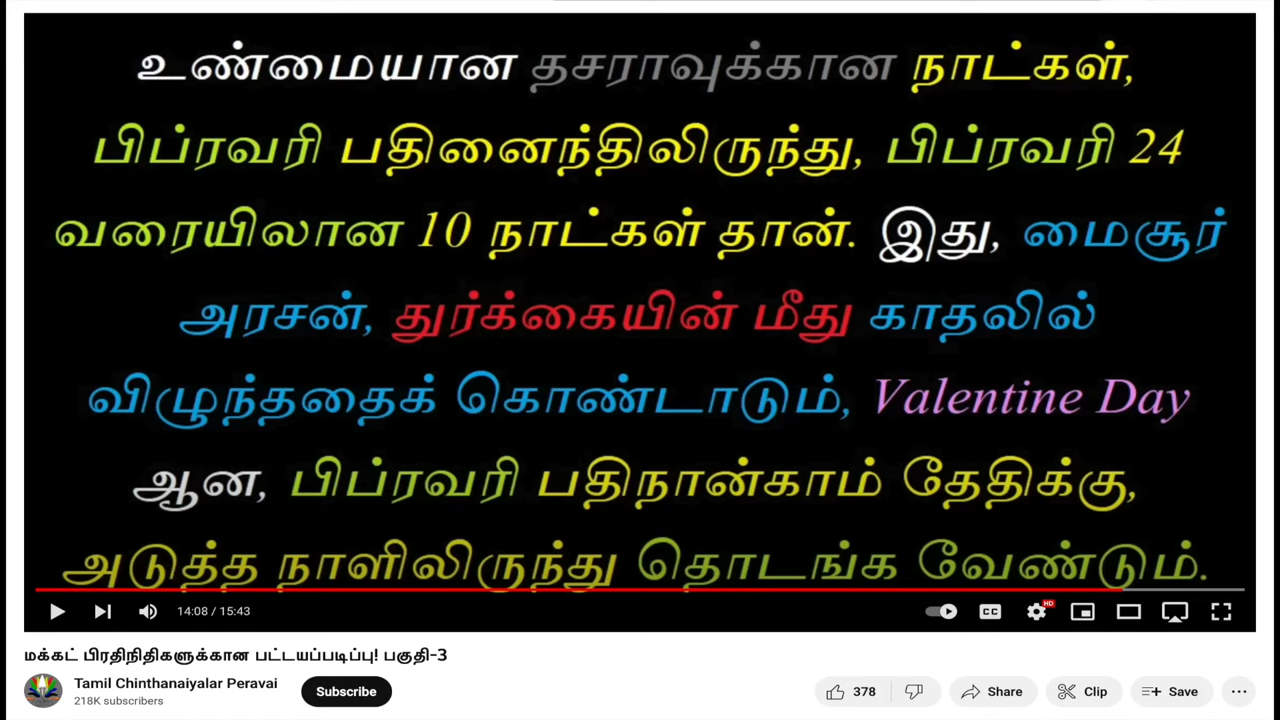 உண்மையான தசராவுக்கான நாட்கள்,
பிப்ரவரி பதினைந்திலிருந்து, பிப்ரவரி 24
வரையிலான 10 நாட்கள் தான். இது, மைசூர்
அரசன், துர்க்கையின் மீது காதலில்
விழுந்ததைக் கொண்டாடும், Valentine Day
ஆன, பிப்ரவரி பதிநான்காம் தேதிக்கு,
அடுத்த நாளிலிருந்து தொடங்க வேண்டும்.
14:08 / 15:43 CC HD
மக்கட் பிரதிநிதிகளுக்கான பட்டயப்படிப்பு! பகுதி-3
Tamil Chinthanaiyalar Peravai
218K subscribers
Subscribe
378 Share Clip Save